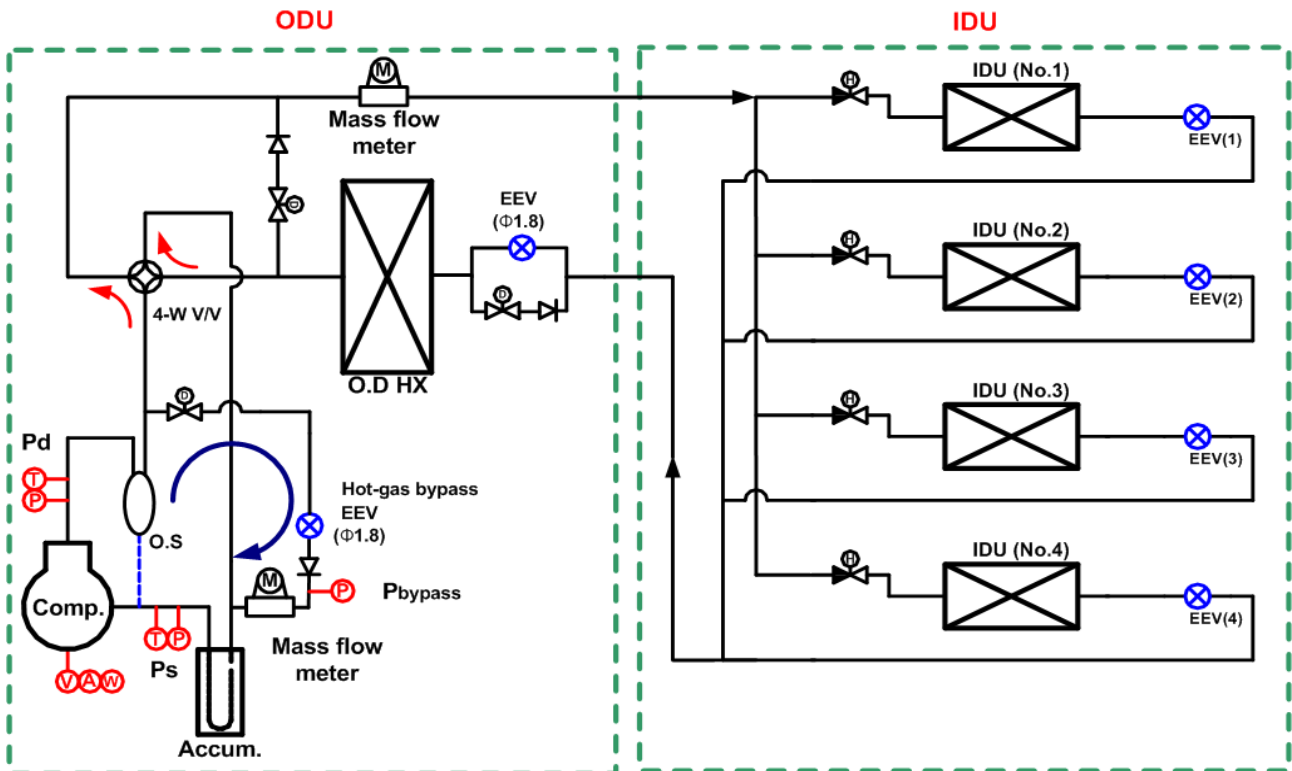 ODU
IDU
M
Mass flow
meter
H
IDU (No.1)
EEV(1)
D
EEV
(Φ1.8)
D
4-W V/V
O.D HX
H
IDU (No.2)
EEV(2)
D
Pd
T
P
O.S
Hot-gas bypass
EEV
(Φ1.8)
H
IDU (No.3)
EEV(3)
Comp.
M
P
Pbypass
Mass flow
meter
T
P
Ps
V
A
W
Accum.
H
IDU (No.4)
EEV(4)